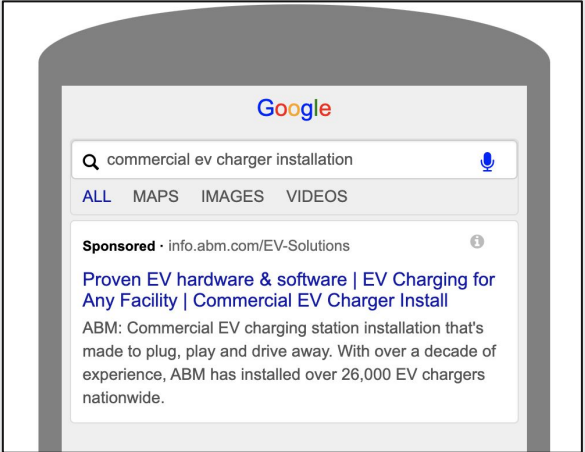 Google
commercial ev charger installation
ALL MAPS IMAGES VIDEOS
Sponsored · info.abm.com/EV-Solutions
Proven EV hardware & software | EV Charging for
Any Facility | Commercial EV Charger Install
ABM: Commercial EV charging station installation that's
made to plug, play and drive away. With over a decade of
experience, ABM has installed over 26,000 EV chargers
nationwide.